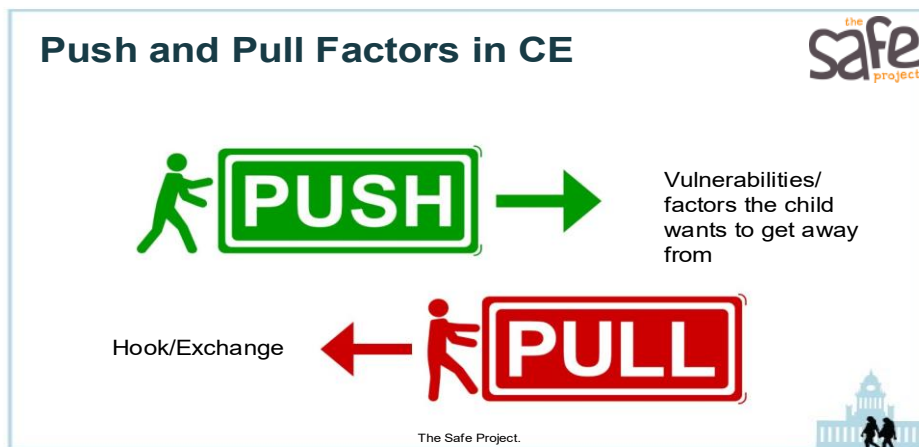 Push and Pull Factors in CE
the
safe
project
PUSH
Vulnerabilities/
factors the child
wants to get away
from
Hook/Exchange
PULL
The Safe Project.